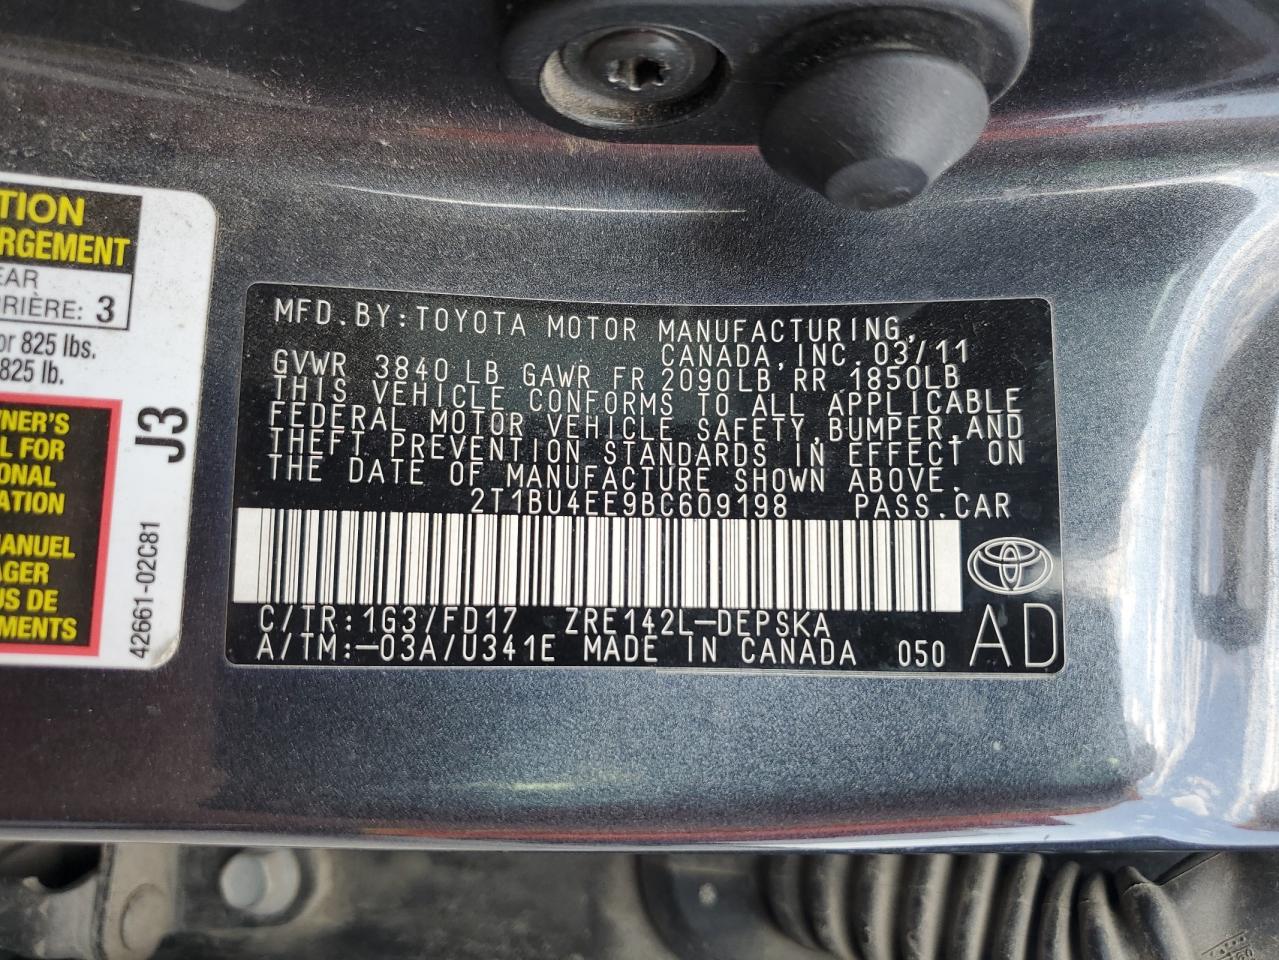 TION
RGEMENT
EAR
RRIÈRE: 3
or 825 lbs.
825 lb.
NER'S
L FOR
ONAL
ATION
MANUEL
AGER
US DE
MENTS
J3
42661-02C81
MFD.BY:TOYOTA MOTOR MANUFACTURING,
CANADA,INC.03/11
GVWR 3840 LB GAWR FR 2090LB RR 1850LB
THIS VEHICLE CONFORMS TO ALL APPLICABLE
FEDERAL MOTOR VEHICLE SAFETY,BUMPER,AND
THEFT PREVENTION STANDARDS IN EFFECT ON
THE DATE OF MANUFACTURE SHOWN ABOVE.
2T1BU4EE9BC609198 PASS.CAR
C/TR:1G3/FD17 ZRE142L-DEPSKA
A/TM:-03A/U341E MADE IN CANADA 050 AD